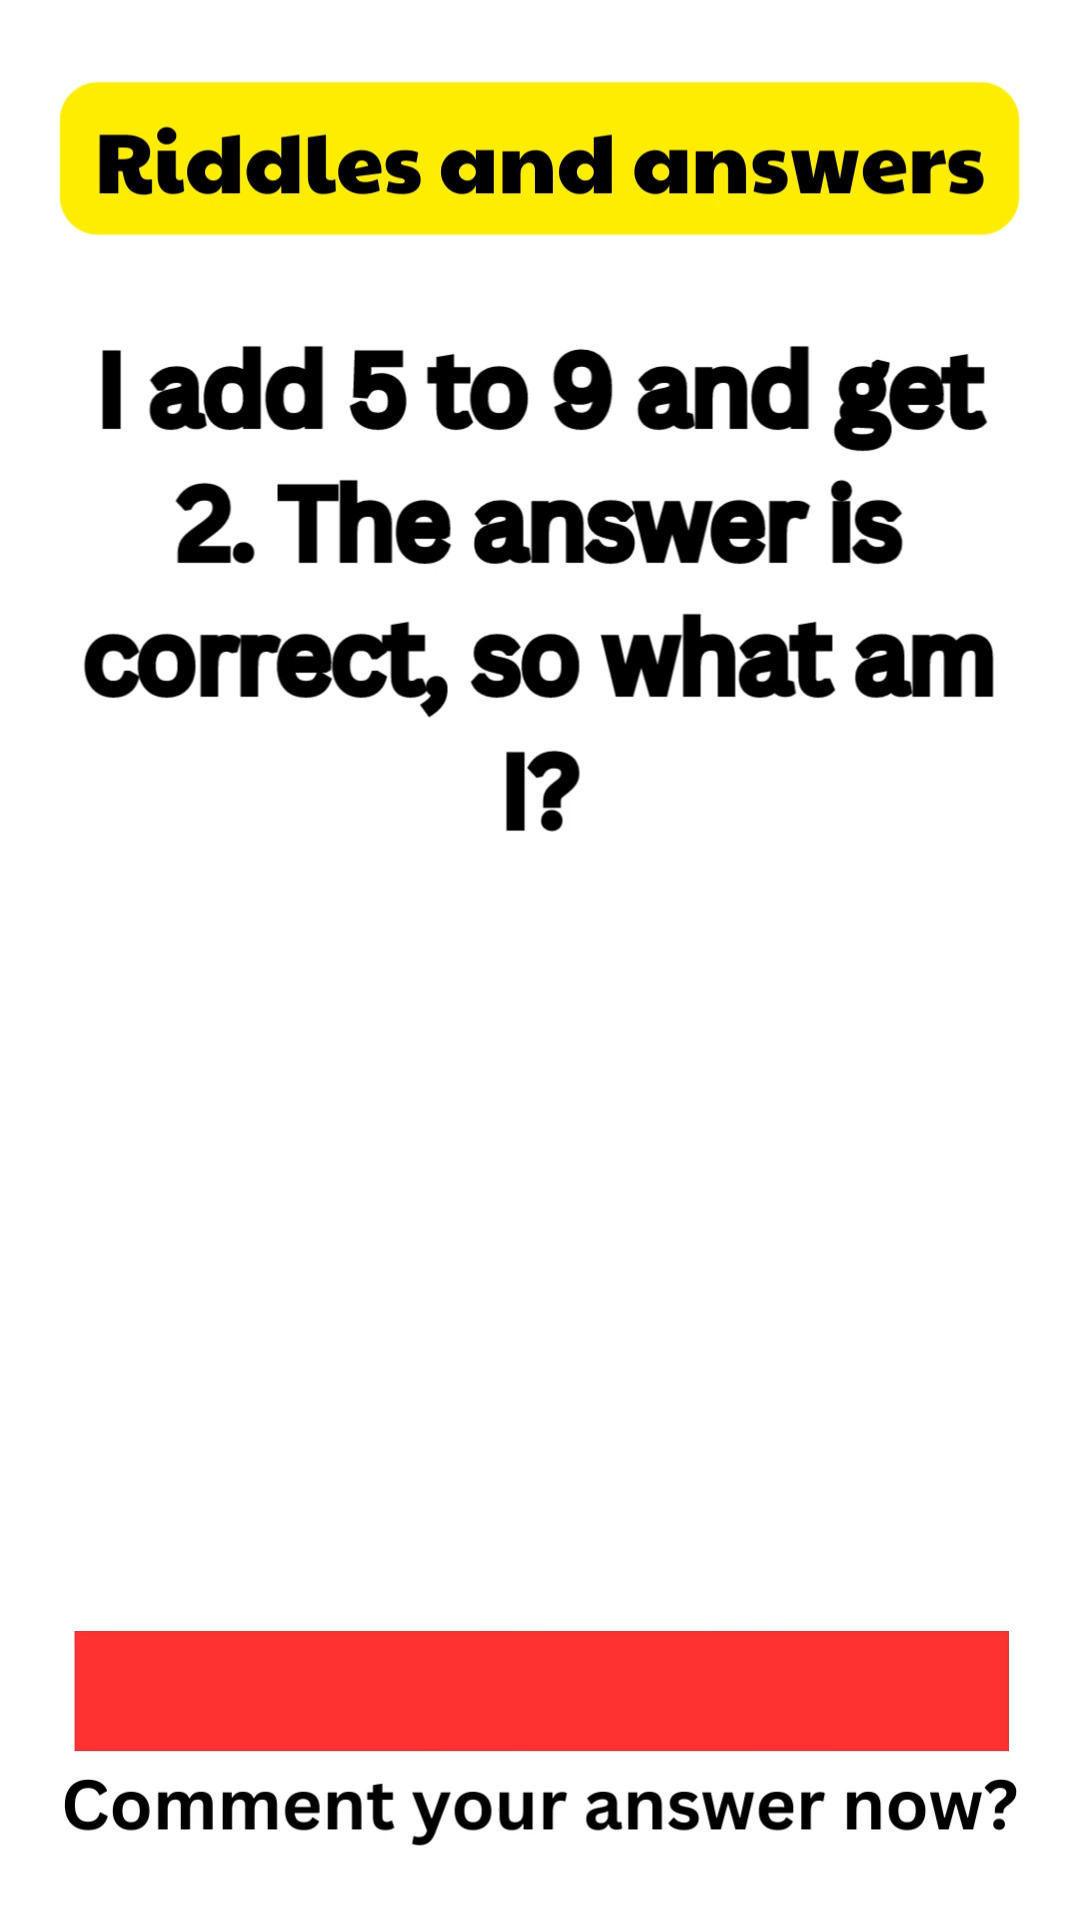 Riddles and answers
I add 5 to 9 and get
2. The answer is
correct, so what am
I?
Comment your answer now?